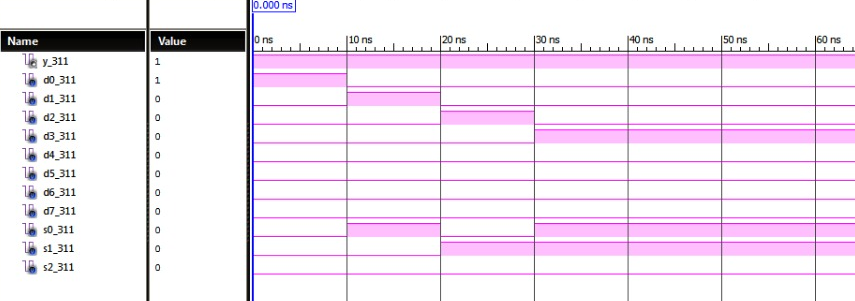 0.000 ns
Name Value 0 ns 10 ns 20 ns 30 ns 40 ns 50 ns 60 ns
y_311 1
d0_311 1
d1_311 0
d2_311 0
d3_311 0
d4_311 0
d5_311 0
d6_311 0
d7_311 0
s0_311 0
s1_311 0
s2_311 0